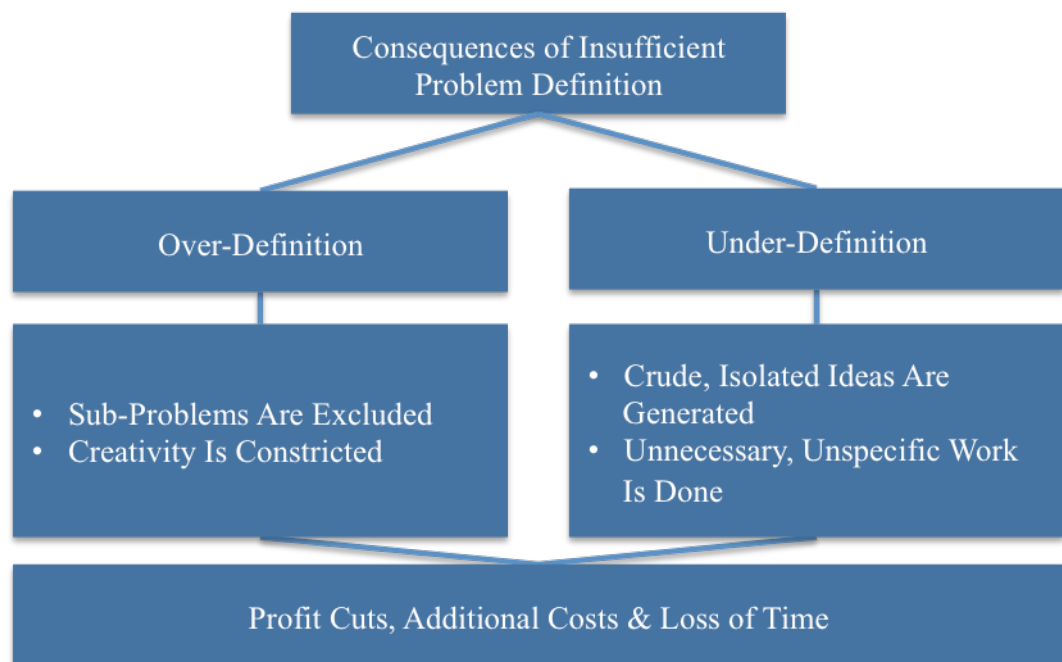 Consequences of Insufficient
Problem Definition
Over-Definition
Under-Definition
• Sub-Problems Are Excluded
• Creativity Is Constricted
• Crude, Isolated Ideas Are
Generated
• Unnecessary, Unspecific Work
Is Done
Profit Cuts, Additional Costs & Loss of Time